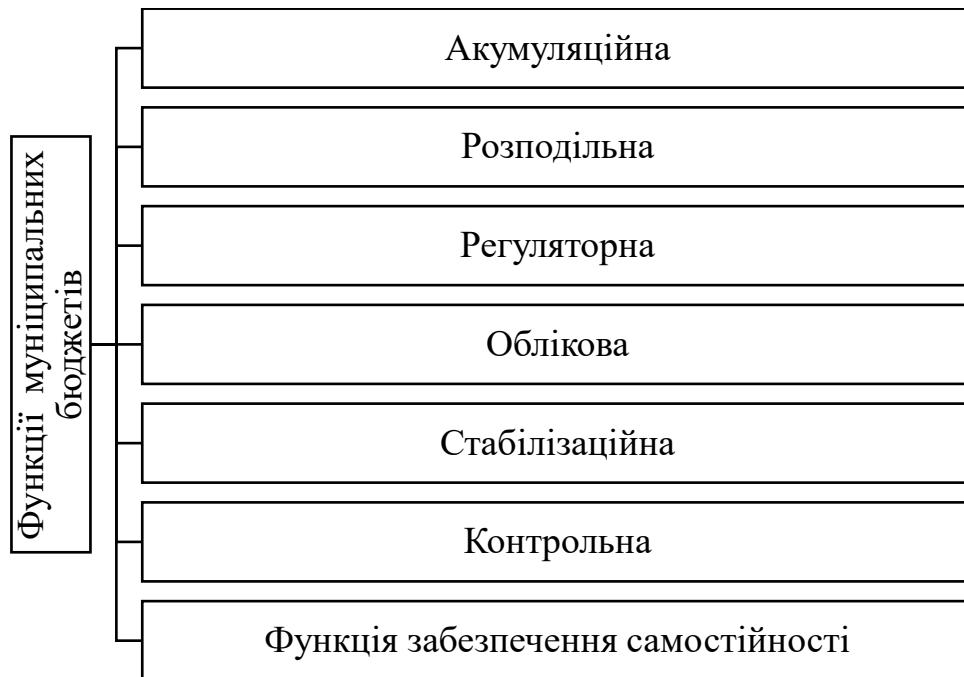 Функції муніципальних
бюджетів
Акумуляційна
Розподільна
Регуляторна
Облікова
Стабілізаційна
Контрольна
Функція забезпечення самостійності